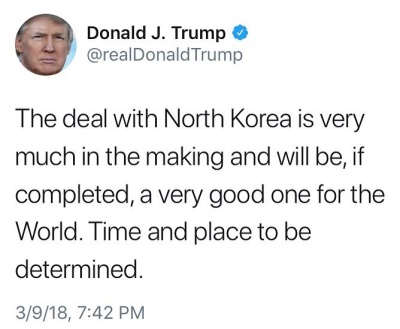 Donald J. Trump
@realDonaldTrump
The deal with North Korea is very
much in the making and will be, if
completed, a very good one for the
World. Time and place to be
determined.
3/9/18, 7:42 PM